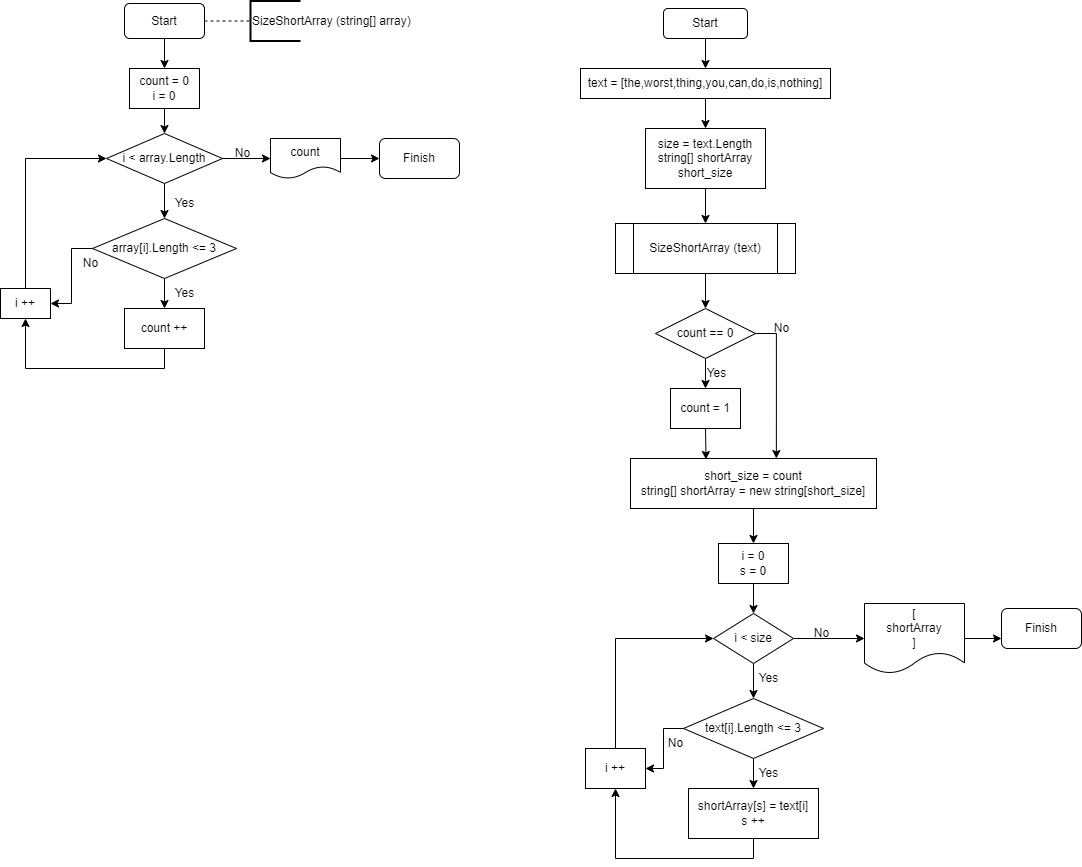 Start
SizeShortArray (string[] array)
count = 0
i = 0
i < array.Length
No
count
Finish
Yes
array[i].Length <= 3
No
Yes
i ++
count ++
Start
text = [the,worst,thing,you,can,do,is,nothing]
size = text.Length
string[] shortArray
short_size
SizeShortArray (text)
count == 0
No
Yes
count = 1
short_size = count
string[] shortArray = new string[short_size]
i = 0
s = 0
i < size
No
[
shortArray
]
Finish
Yes
text[i].Length <= 3
No
Yes
i ++
shortArray[s] = text[i]
s ++